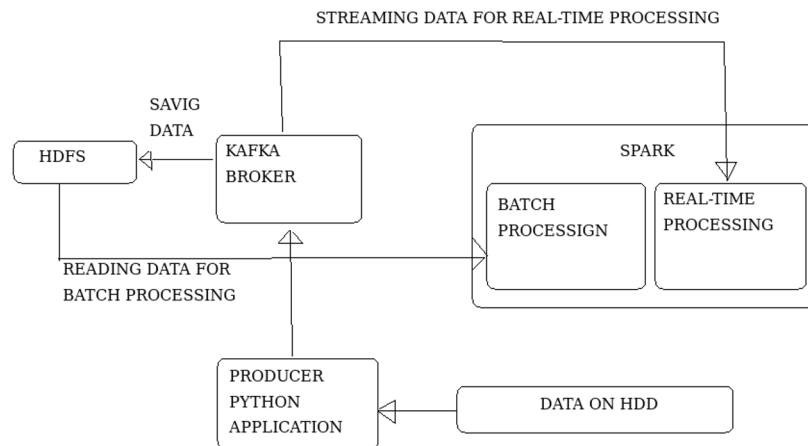 STREAMING DATA FOR REAL-TIME PROCESSING
SAVIG
DATA
HDFS
KAFKA
BROKER
SPARK
BATCH
PROCESSIGN
REAL-TIME
PROCESSING
READING DATA FOR
BATCH PROCESSING
PRODUCER
PYTHON
APPLICATION
DATA ON HDD